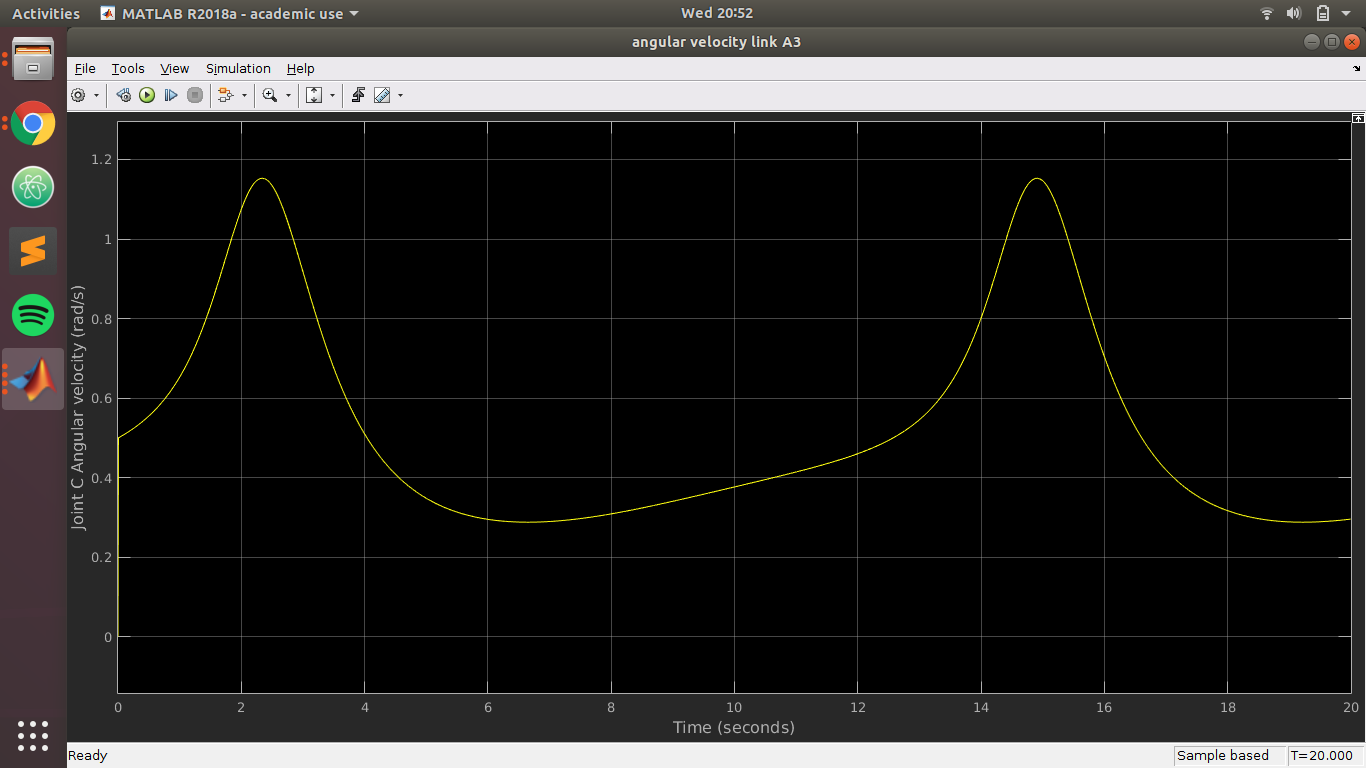 Activities MATLAB R2018a - academic use Wed 20:52
angular velocity link A3
File Tools View Simulation Help
Joint C Angular velocity (rad/s)
1.2
1
0.8
0.6
0.4
0.2
0
0 2 4 6 8 10 12 14 16 18 20
Time (seconds)
Ready Sample based T=20.000